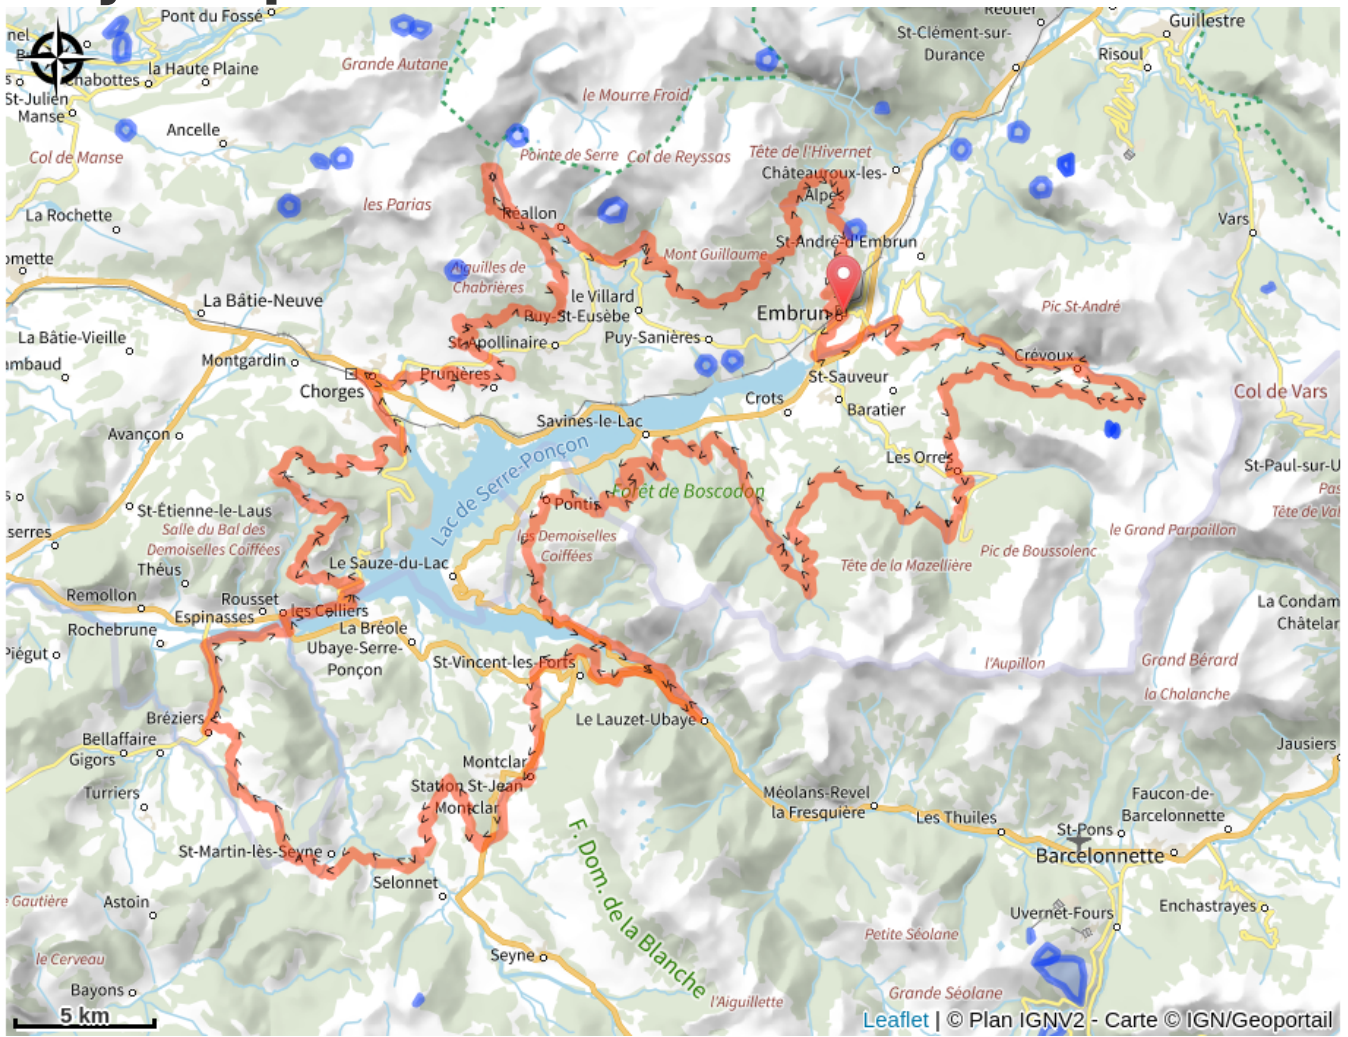 Pont du Fossé
Réotier
Guillestre
St-Clément-sur-
Durance
Risoul
Grande Autane
la Haute Plaine
Chabottes
le Mourre Froid
St-Julien
Manse
Ancelle
Col de Manse
Pointe de Serre
Col de Reyssas
Tête de l'Hivernet
Châteauroux-les-
Alpes
les Parias
La Rochette
Réallon
Vars
St-André-d'Embrun
Mont Guillaume
Aiguilles de
Chabrières
La Bâtie-Neuve
le Villard
Puy-St-Eusèbe
Embrun
Pic St-André
La Bâtie-Vieille
St-Apollinaire
Puy-Sanières
Montgardin
Prunières
Crévoux
Chorges
St-Sauveur
Col de Vars
Crots
Baratier
Savines-le-Lac
Avançon
Lac de Serre-Ponçon
Les Orres
St-Paul-sur-U
Forêt de Boscodon
Pontis
St-Étienne-le-Laus
Salle du Bal des
Demoiselles Coiffées
les Demoiselles
Coiffées
le Grand Parpaillon
Pic de Boussolenc
Théus
Le Sauze-du-Lac
Tête de la Mazelière
Remollon
Rousset
Espinasses
les Celliers
La Condam
Châtelar
Rochebrune
La Bréole
Ubaye-Serre-
Ponçon
Piégut
St-Vincent-les-Forts
l'Aupillon
Grand Bérard
la Chalanche
Bréziers
Le Lauzet-Ubaye
Bellaffaire
Gigors
Jausiers
Montclar
Station St-Jean
Montclar
Turriers
Méolans-Revel
la Fresquière
Faucon-de-
Barcelonnette
Les Thuiles
St-Pons
St-Martin-lès-Seyne
Barcelonnette
Selonnet
F. Dom. de la Blanche
Astoin
Uvernet-Fours
Enchastrayes
Petite Séolane
Seyne
le Cerveau
Bayons
l'Aiguillette
Grande Séolane
5 km
Leaflet | © Plan IGNV2 - Carte © IGN/Geoportail